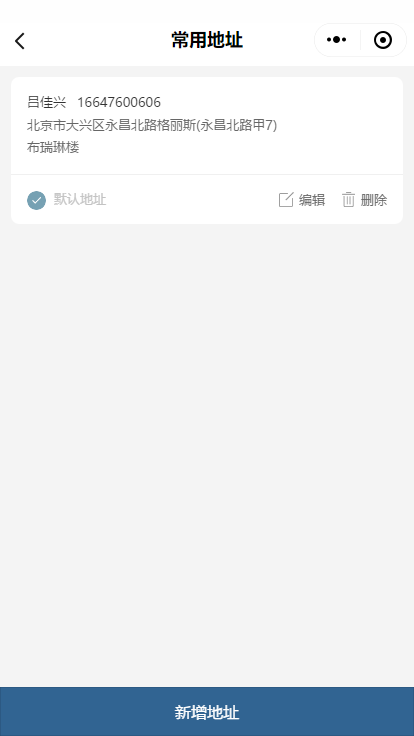 常用地址
吕佳兴 16647600606
北京市大兴区永昌北路格丽斯(永昌北路甲7)
布瑞琳楼
默认地址 编辑 删除
新增地址